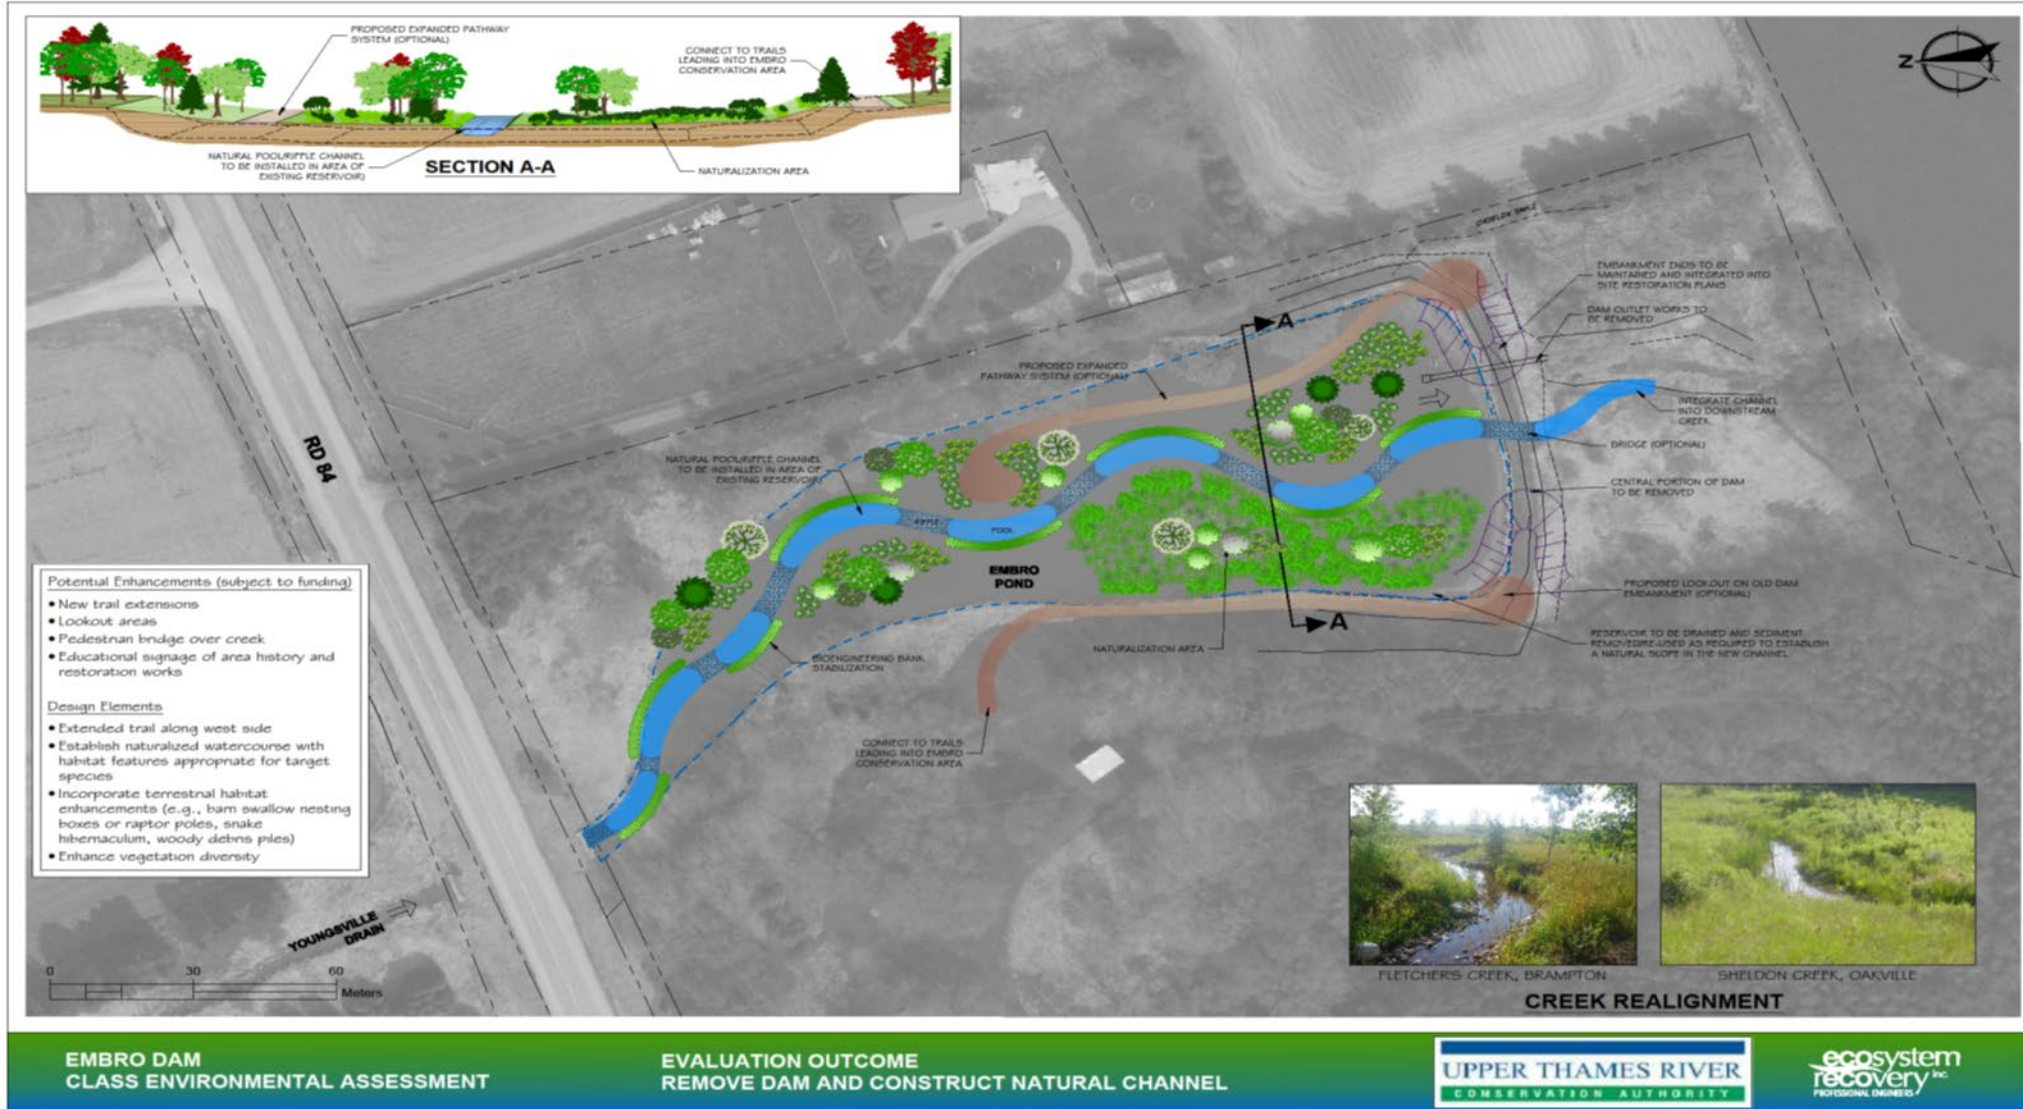 PROPOSED EXPANDED PATHWAY
SYSTEM (OPTIONAL)
CONNECT TO TRAILS
LEADING INTO EMBRO
CONSERVATION AREA
NATURAL POOL/RIFFLE CHANNEL
TO BE INSTALLED IN AREA OF
EXISTING RESERVOIR)
SECTION A-A
NATURALIZATION AREA
N
EMBANKMENT ENDS TO BE
MAINTAINED AND INTEGRATED INTO
SITE RESTORATION PLANS
DAM OUTLET WORKS TO
BE REMOVED
A
PROPOSED EXPANDED
PATHWAY SYSTEM (OPTIONAL)
INTEGRATE CHANNEL
INTO DOWNSTREAM
CREEK
BRIDGE (OPTIONAL)
RD 84
NATURAL POOL/RIFFLE CHANNEL
TO BE INSTALLED IN AREA OF
EXISTING RESERVOIR)
CENTRAL PORTION OF DAM
TO BE REMOVED
RIFFLE
POOL
EMBRO
POND
PROPOSED LOOKOUT ON OLD DAM
EMBANKMENT (OPTIONAL)
A
RESERVOIR TO BE DRAINED AND SEDIMENT
REMOVED/RE-USED AS REQUIRED TO ESTABLISH
A NATURAL SLOPE IN THE NEW CHANNEL
NATURALIZATION AREA
BIOENGINEERING BANK
STABILIZATION
CONNECT TO TRAILS
LEADING INTO EMBRO
CONSERVATION AREA
Potential Enhancements (subject to funding)
• New trail extensions
• Lookout areas
• Pedestrian bridge over creek
• Educational signage of area history and
restoration works
Design Elements
• Extended trail along west side
• Establish naturalized watercourse with
habitat features appropriate for target
species
• Incorporate terrestrial habitat
enhancements (e.g., barn swallow nesting
boxes or raptor poles, snake
hibernaculum, woody debris piles)
• Enhance vegetation diversity
YOUNGSVILLE
DRAIN
0 30 60
Meters
FLETCHER'S CREEK, BRAMPTON
SHELDON CREEK, OAKVILLE
CREEK REALIGNMENT
EMBRO DAM
CLASS ENVIRONMENTAL ASSESSMENT
EVALUATION OUTCOME
REMOVE DAM AND CONSTRUCT NATURAL CHANNEL
UPPER THAMES RIVER
CONSERVATION AUTHORITY
ecosystem
recovery inc.
PROFESSIONAL ENGINEERS